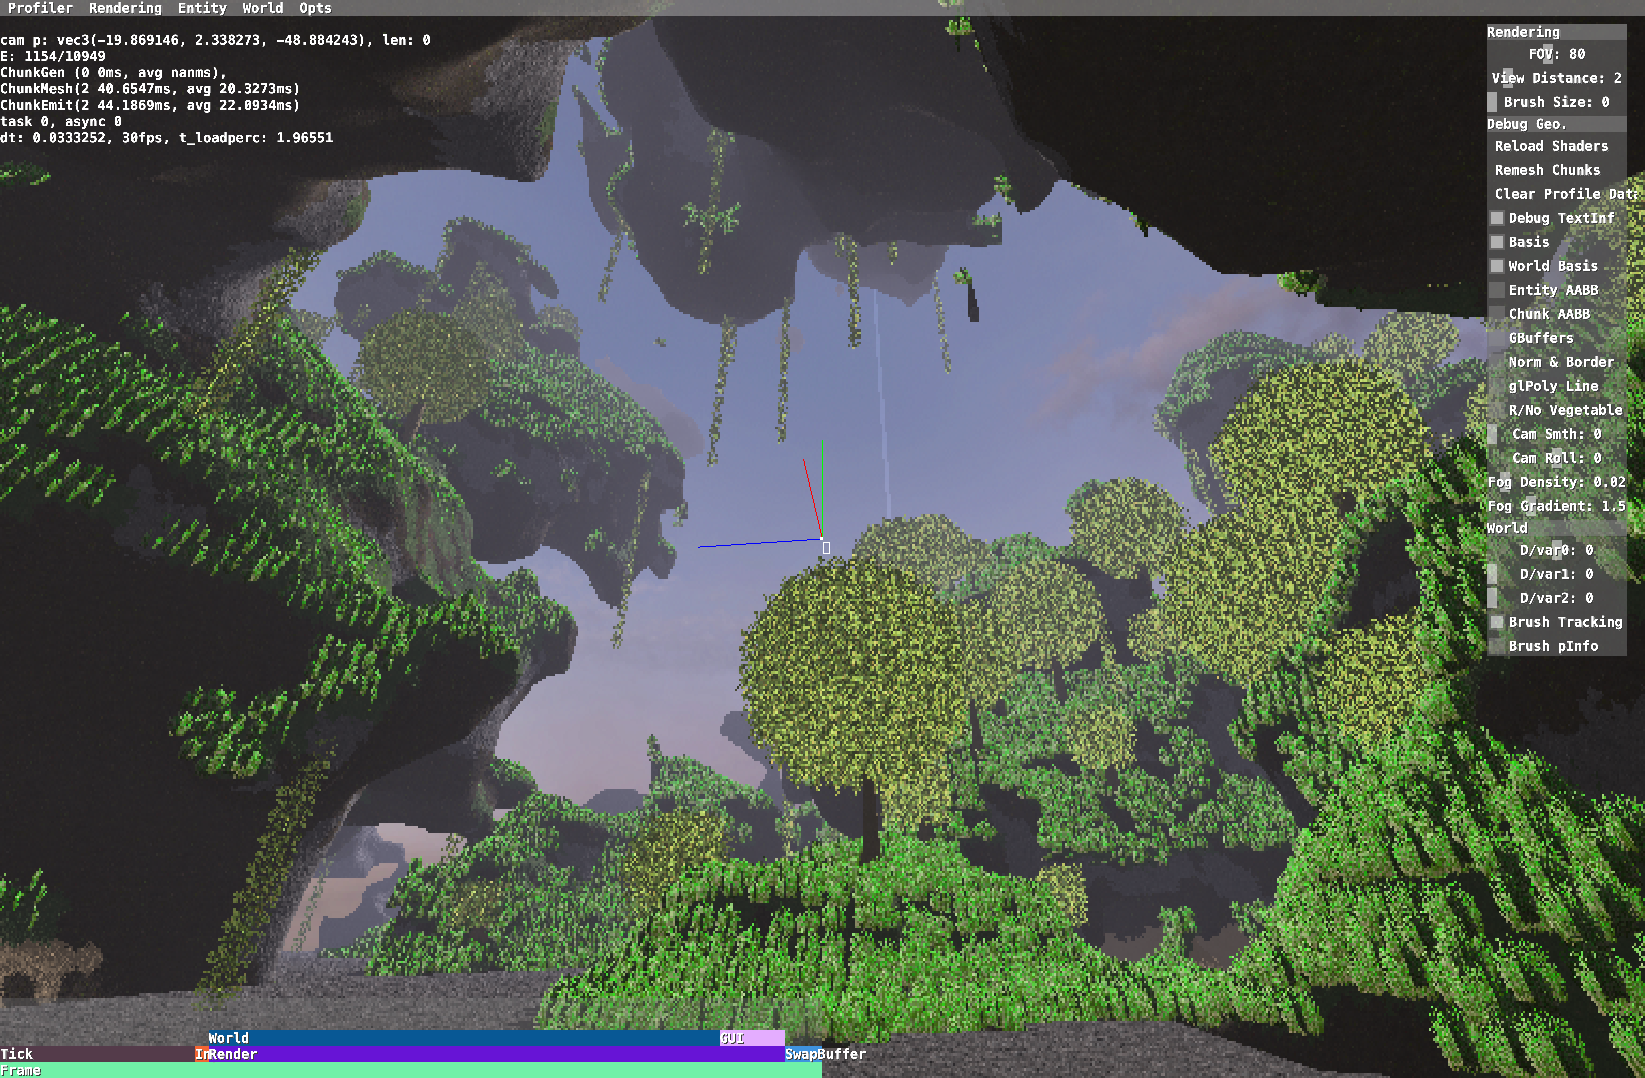 Profiler Rendering Entity World Opts
cam p: vec3(-19.869146, 2.338273, -48.884243), len: 0
E: 1154/10949
ChunkGen (0 0ms, avg nanms),
ChunkMesh(2 40.6547ms, avg 20.3273ms)
ChunkEmit(2 44.1869ms, avg 22.0934ms)
task 0, async 0
dt: 0.0333252, 30fps, t_loadperc: 1.96551
Rendering
FOV: 80
View Distance: 2
Brush Size: 0
Debug Geo.
Reload Shaders
Remesh Chunks
Clear Profile Dat
Debug TextInf
Basis
World Basis
Entity AABB
Chunk AABB
GBuffers
Norm & Border
glPoly Line
R/No Vegetable
Cam Smth: 0
Cam Roll: 0
Fog Density: 0.02
Fog Gradient: 1.5
World
D/var0: 0
D/var1: 0
D/var2: 0
Brush Tracking
Brush pInfo
World GUI
Tick In Render SwapBuffer
Frame